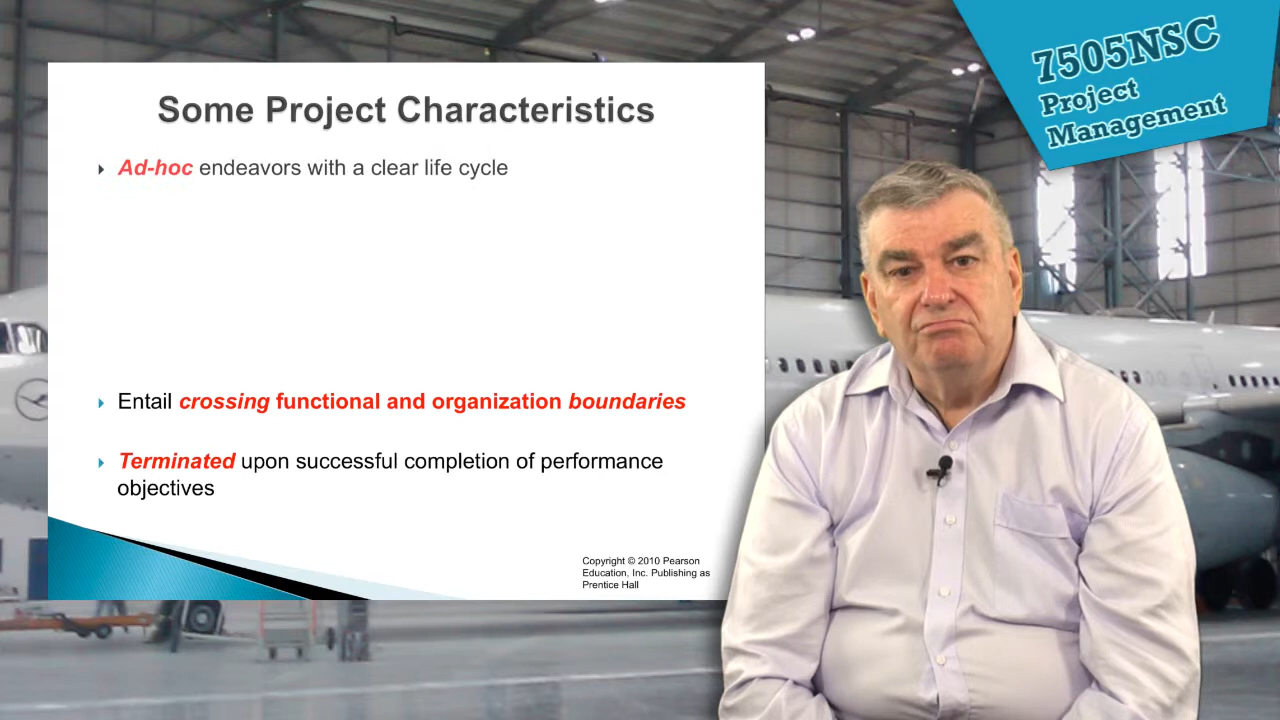 7505NSC
Project
Management
Some Project Characteristics
Ad-hoc endeavors with a clear life cycle
Entail crossing functional and organization boundaries
Terminated upon successful completion of performance
objectives
Copyright © 2010 Pearson
Education, Inc. Publishing as
Prentice Hall